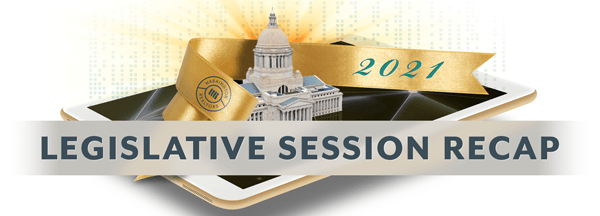 2021
LEGISLATIVE SESSION RECAP